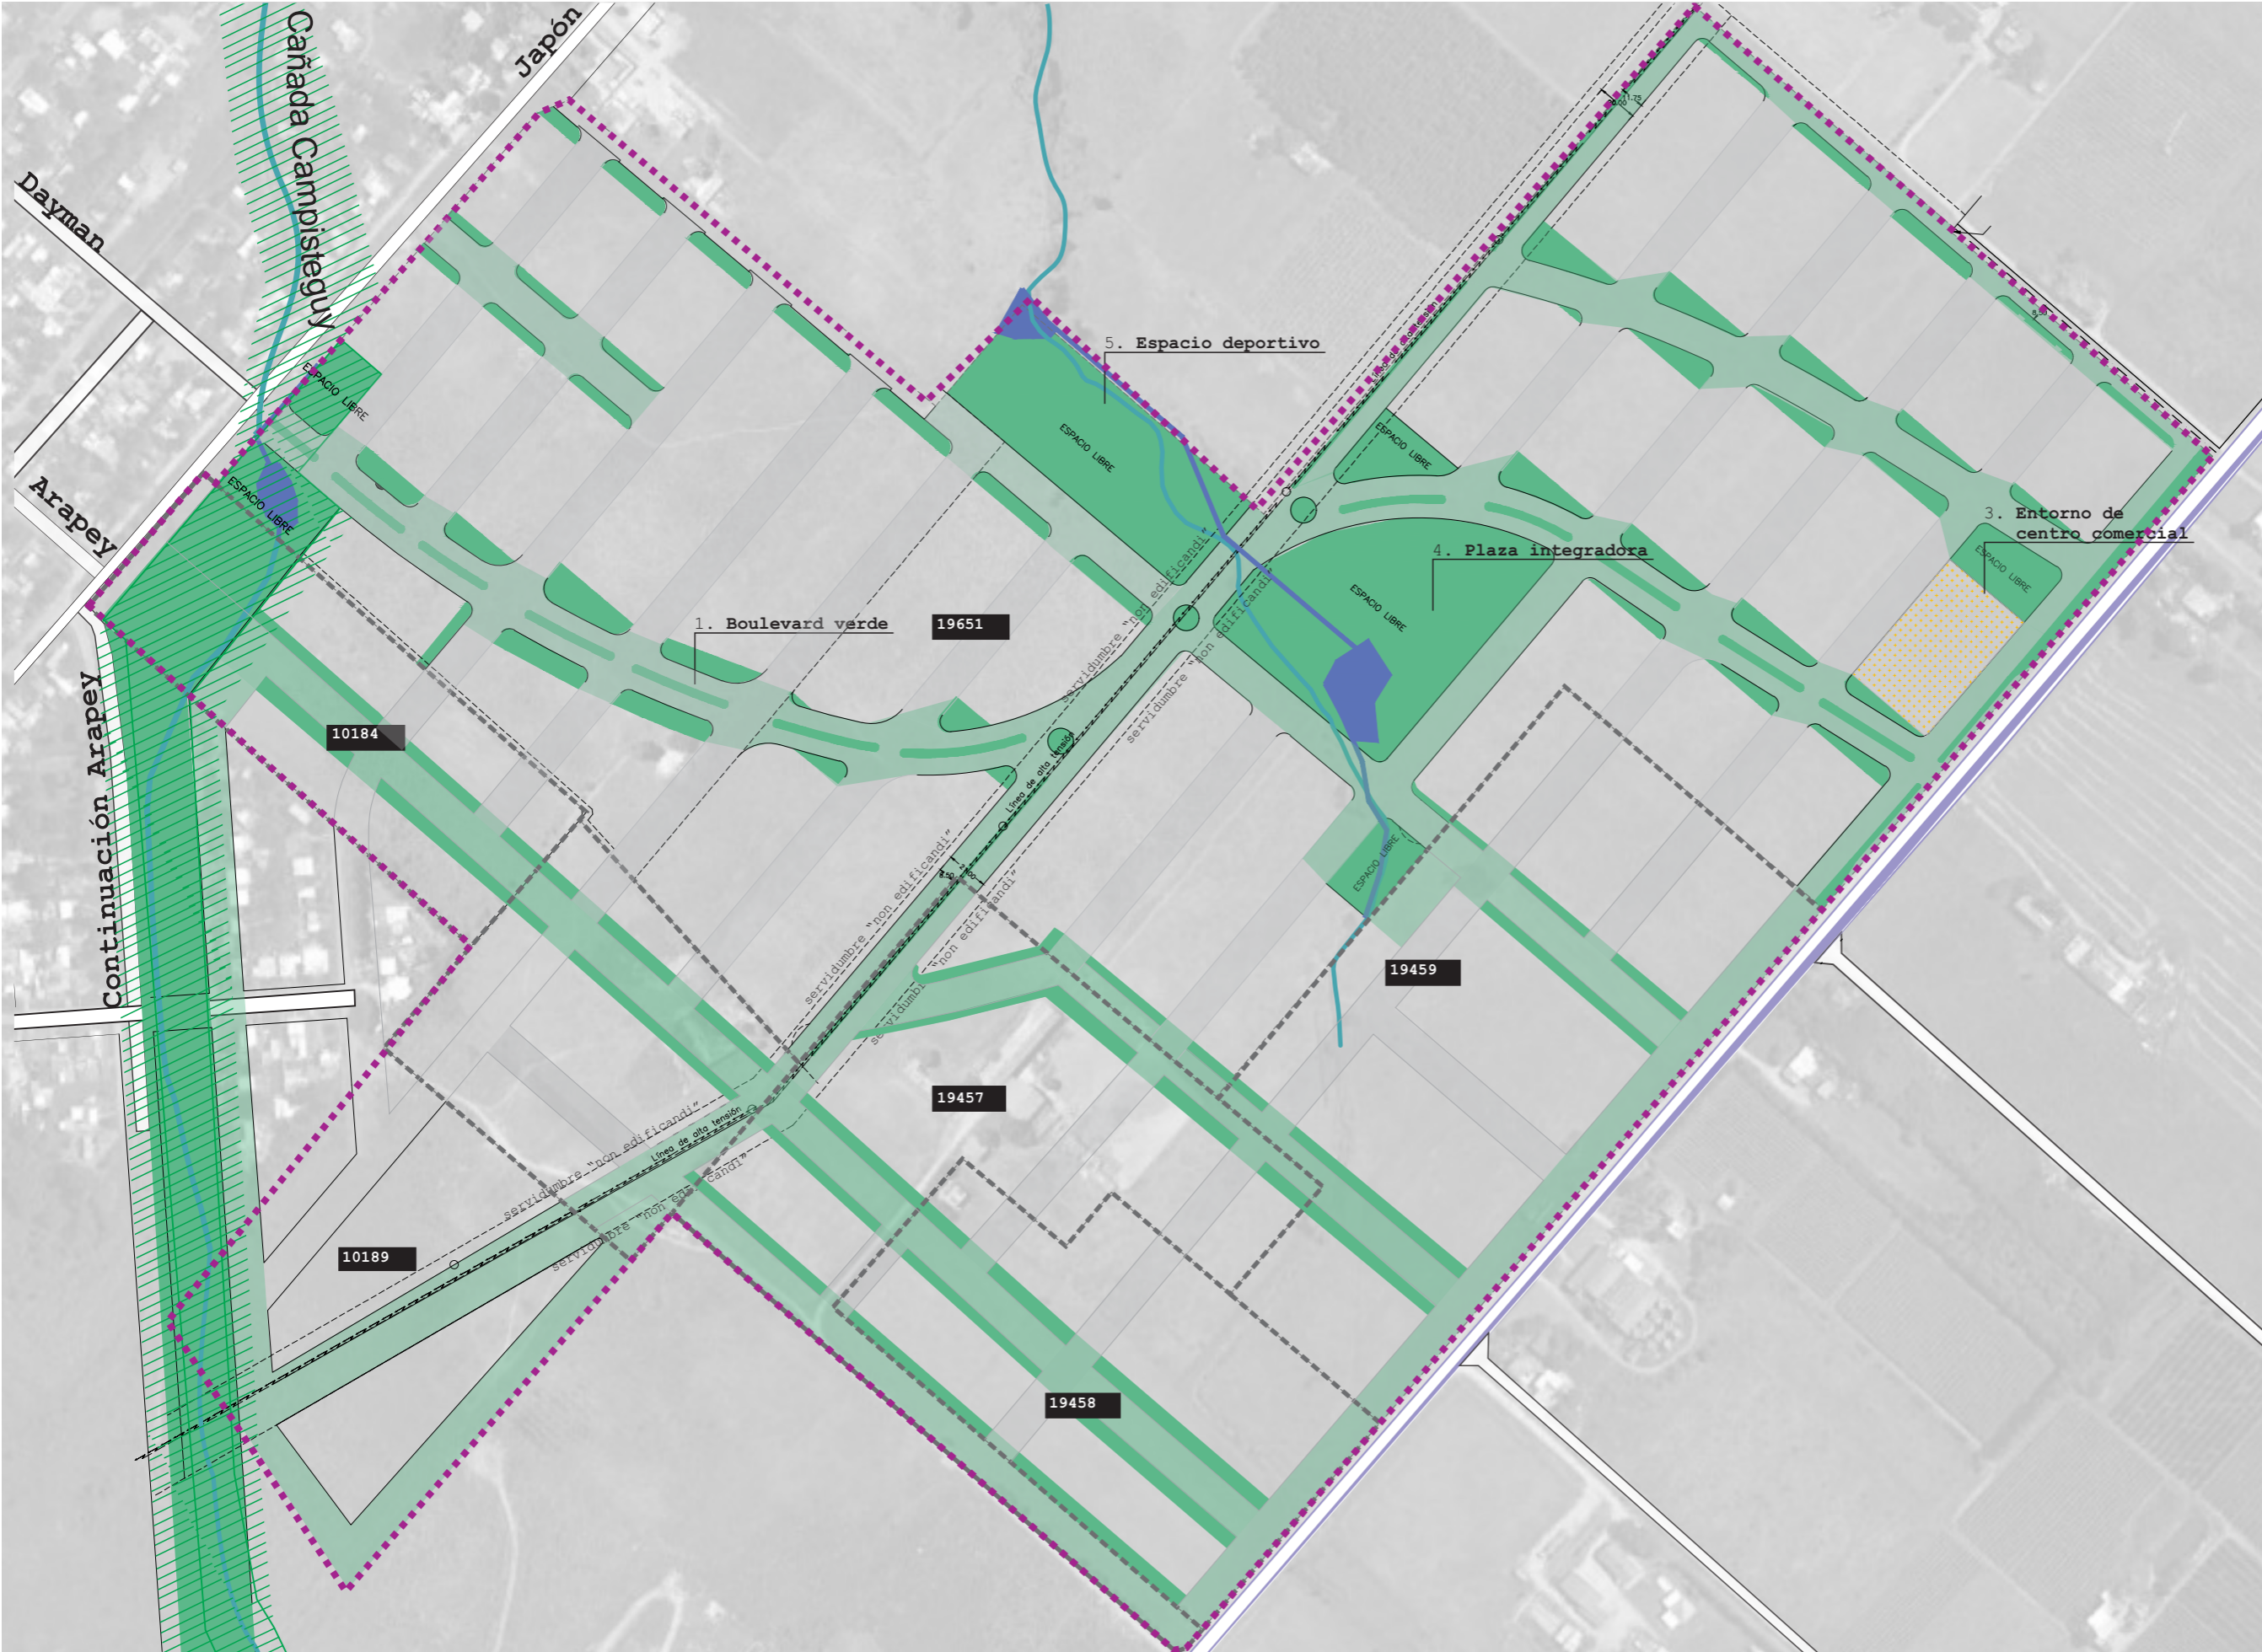 Cañada Campisteguy
Japón
Dayman
Arapey
Continuación Arapey
ESPACIO LIBRE
ESPACIO LIBRE
5. Espacio deportivo
ESPACIO LIBRE
ESPACIO LIBRE
3. Entorno de
centro comercial
ESPACIO LIBRE
4. Plaza integradora
ESPACIO LIBRE
1. Boulevard verde
19651
servidumbre "non edificandi"
servidumbre "non edificandi"
10184
Línea de alta tensión
servidumbre "non edificandi"
servidumbre "non edificandi"
ESPACIO LIBRE
19459
19457
servidumbre "non edificandi"
Línea de alta tensión
servidumbre "non edificandi"
10189
19458